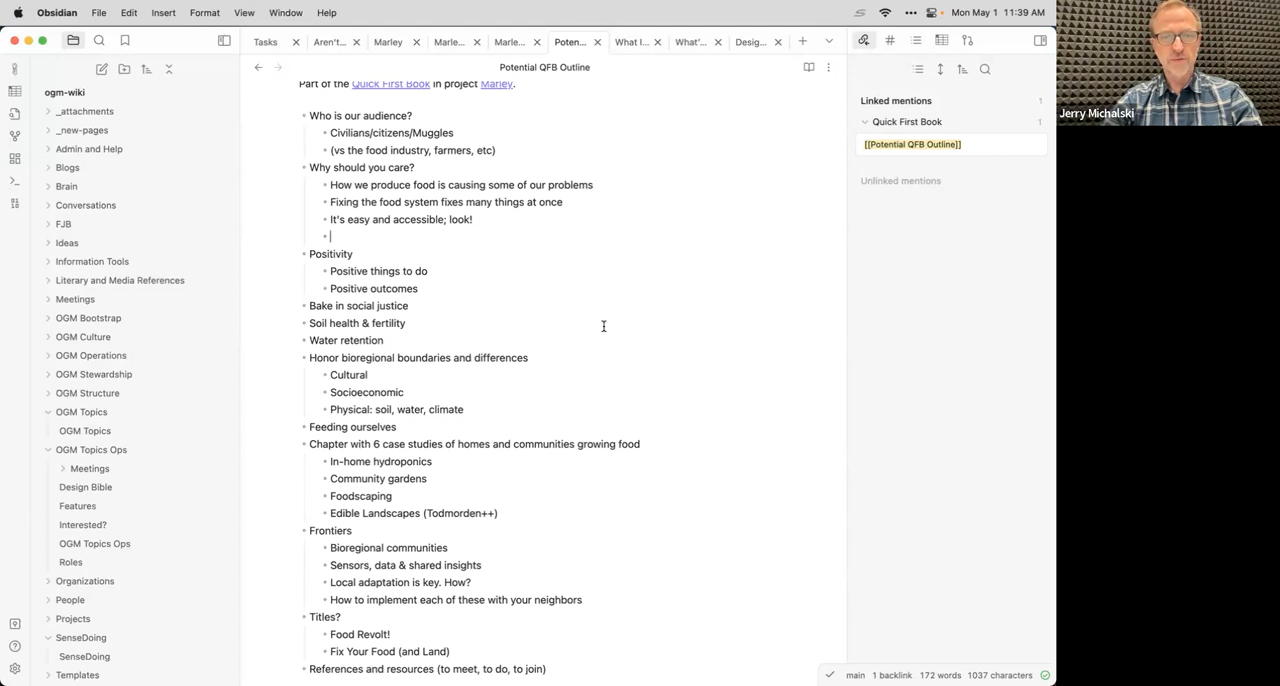 Obsidian File Edit Insert Format View Window Help Mon May 1 11:39 AM
Tasks Aren't... Marley Marle... Marle... Poten... What I... What'... Desig...
Potential QFB Outline
ogm-wiki
_attachments
_new-pages
Admin and Help
Blogs
Brain
Conversations
FJB
Ideas
Information Tools
Literary and Media References
Meetings
OGM Bootstrap
OGM Culture
OGM Operations
OGM Stewardship
OGM Structure
OGM Topics
OGM Topics
OGM Topics Ops
Meetings
Design Bible
Features
Interested?
OGM Topics Ops
Roles
Organizations
People
Projects
SenseDoing
SenseDoing
Templates
Part of the Quick First Book in project Marley.
Who is our audience?
Civilians/citizens/Muggles
(vs the food industry, farmers, etc)
Why should you care?
How we produce food is causing some of our problems
Fixing the food system fixes many things at once
It's easy and accessible; look!
Positivity
Positive things to do
Positive outcomes
Bake in social justice
Soil health & fertility
Water retention
Honor bioregional boundaries and differences
Cultural
Socioeconomic
Physical: soil, water, climate
Feeding ourselves
Chapter with 6 case studies of homes and communities growing food
In-home hydroponics
Community gardens
Foodscaping
Edible Landscapes (Todmorden++)
Frontiers
Bioregional communities
Sensors, data & shared insights
Local adaptation is key. How?
How to implement each of these with your neighbors
Titles?
Food Revolt!
Fix Your Food (and Land)
References and resources (to meet, to do, to join)
Linked mentions 1
Quick First Book 1
[[Potential QFB Outline]]
Unlinked mentions
main 1 backlink 172 words 1037 characters
Jerry Michalski